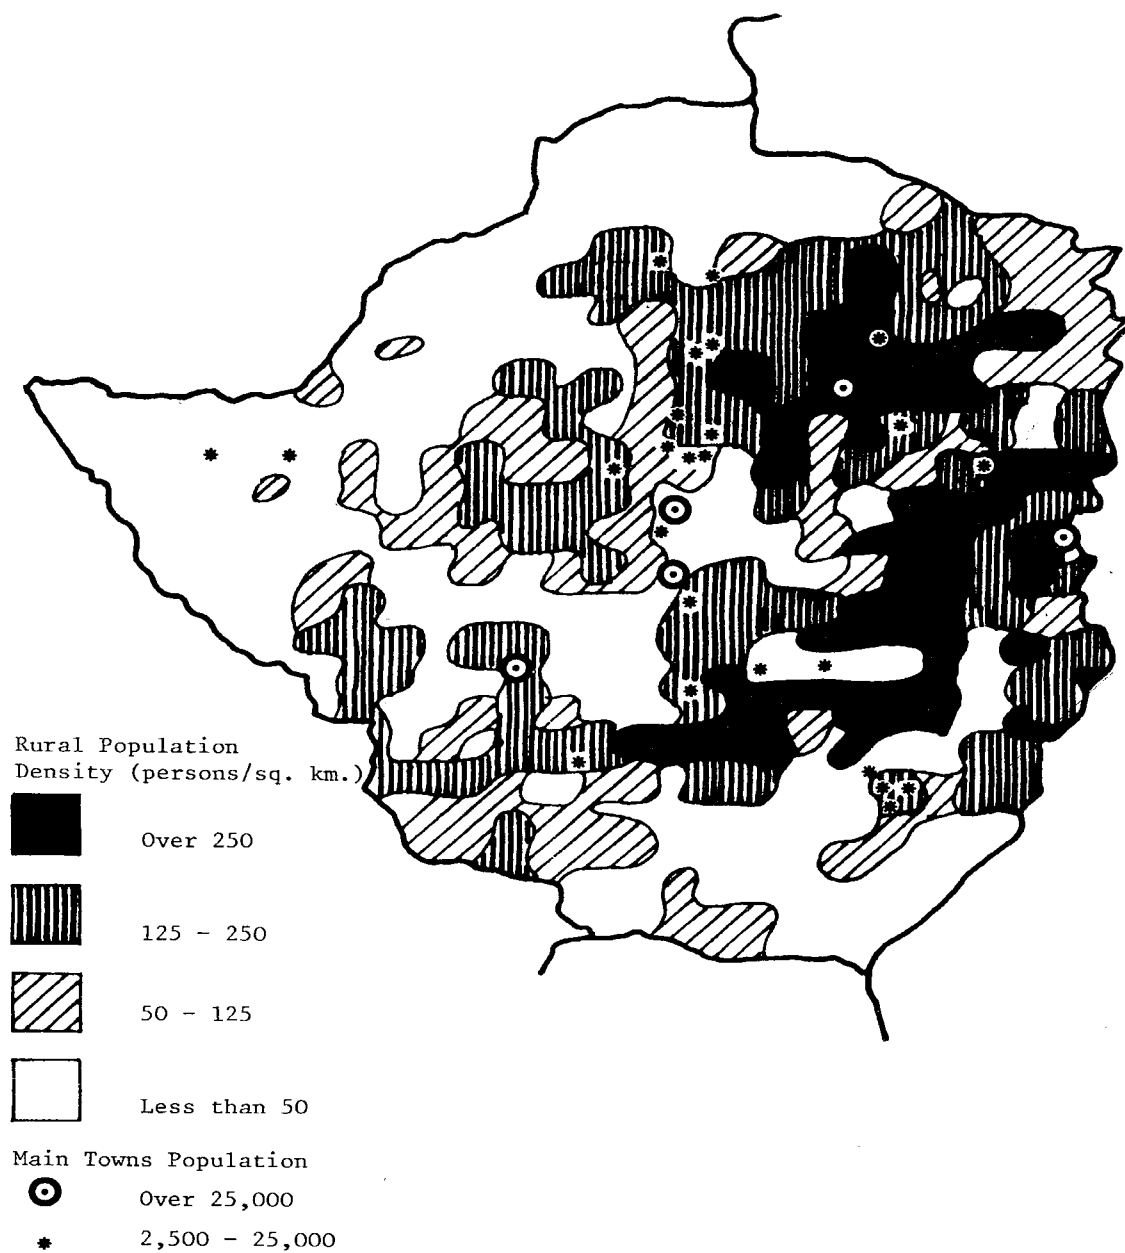 Rural Population
Density (persons/sq. km.)
Over 250
125 - 250
50 - 125
Less than 50
Main Towns Population
Over 25,000
2,500 - 25,000